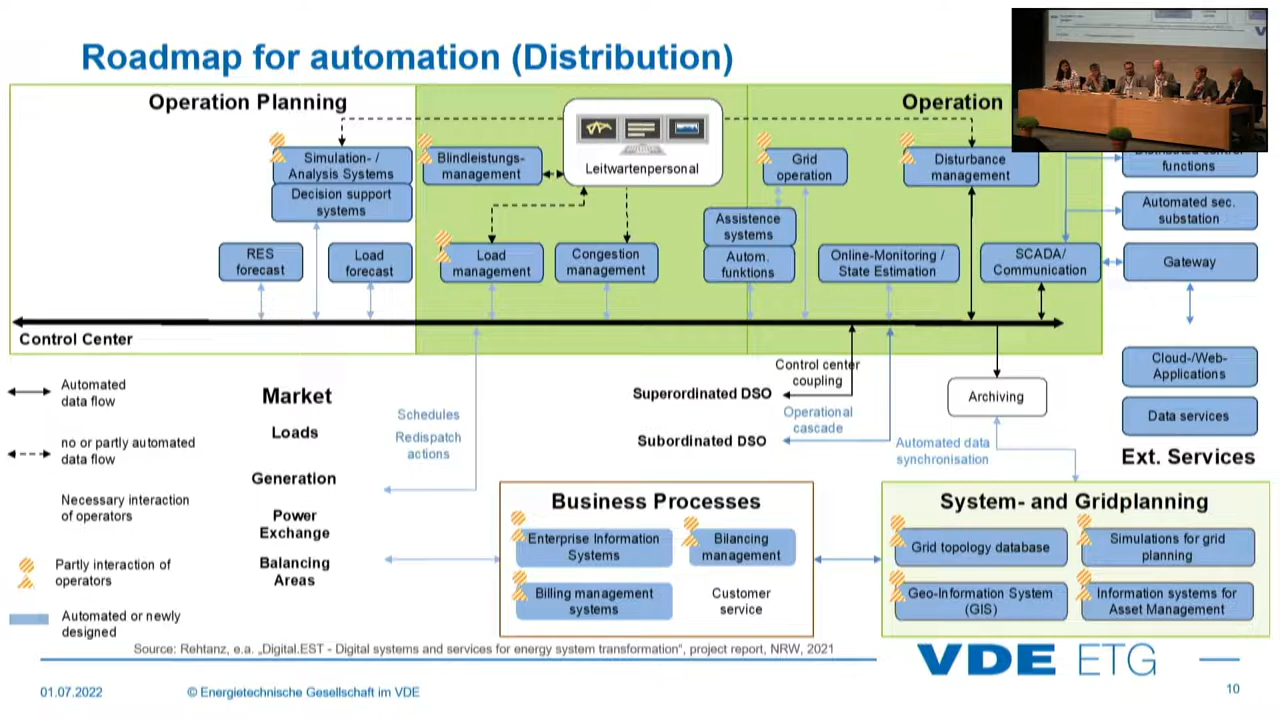 Roadmap for automation (Distribution)
Operation Planning
Operation
Simulation- /
Analysis Systems
Decision support
systems
RES
forecast
Load
forecast
Blindleistungs-
management
Leitwartenpersonal
Load
management
Congestion
management
Grid
operation
Assistence
systems
Autom.
funktions
Disturbance
management
Online-Monitoring /
State Estimation
SCADA/
Communication
functions
Automated sec.
substation
Gateway
Control Center
Cloud-/Web-
Applications
Data services
Ext. Services
Automated
data flow
no or partly automated
data flow
Necessary interaction
of operators
Partly interaction of
operators
Automated or newly
designed
Market
Loads
Generation
Power
Exchange
Balancing
Areas
Schedules
Redispatch
actions
Superordinated DSO
Subordinated DSO
Control center
coupling
Operational
cascade
Archiving
Automated data
synchronisation
Business Processes
Enterprise Information
Systems
Bilancing
management
Billing management
systems
Customer
service
System- and Gridplanning
Grid topology database
Simulations for grid
planning
Geo-Information System
(GIS)
Information systems for
Asset Management
Source: Rehtanz, e.a. „Digital.EST - Digital systems and services for energy system transformation“, project report, NRW, 2021
VDE ETG
01.07.2022
© Energietechnische Gesellschaft im VDE
10